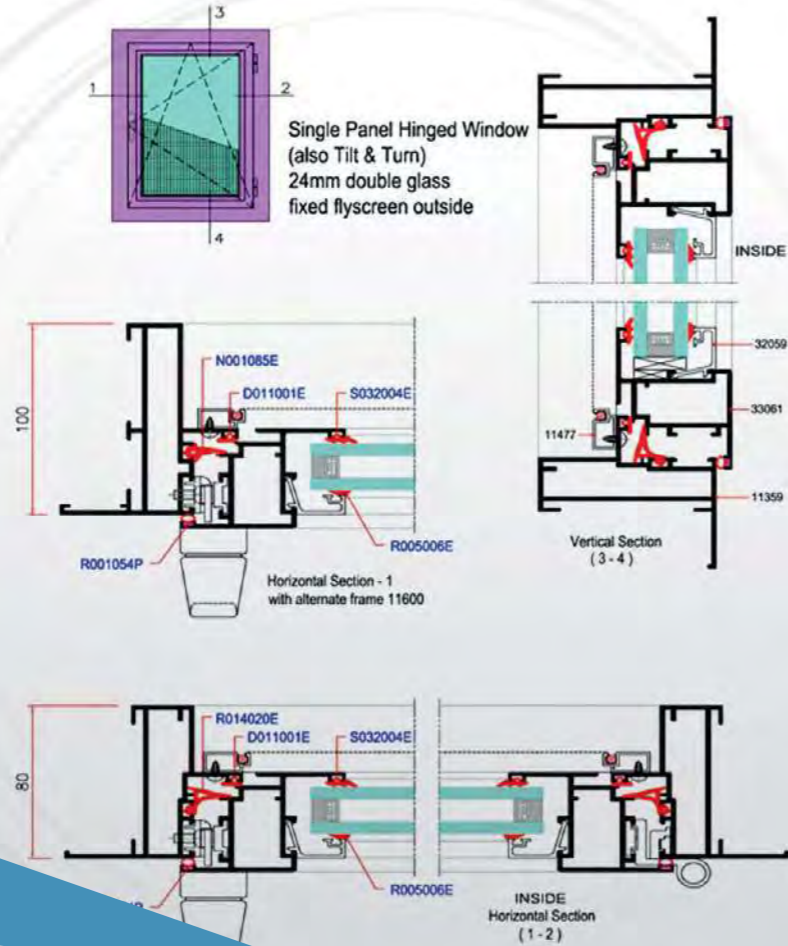 3
1
2
4
Single Panel Hinged Window
(also Tilt & Turn)
24mm double glass
fixed flyscreen outside
INSIDE
32059
33061
11477
11359
Vertical Section
( 3 - 4 )
100
N001085E
D011001E
S032004E
R005006E
R001054P
Horizontal Section - 1
with alternate frame 11600
80
R014020E
D011001E
S032004E
R005006E
INSIDE
Horizontal Section
( 1 - 2 )